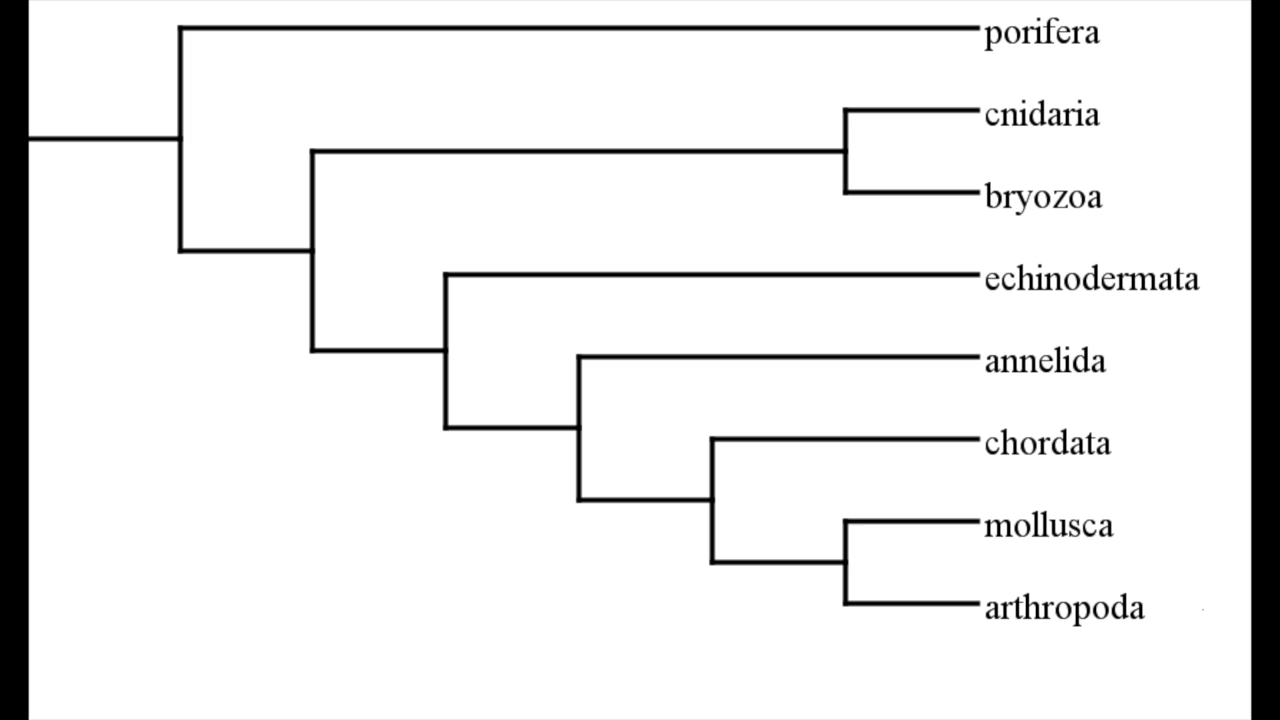 porifera
cnidaria
bryozoa
echinodermata
annelida
chordata
mollusca
arthropoda